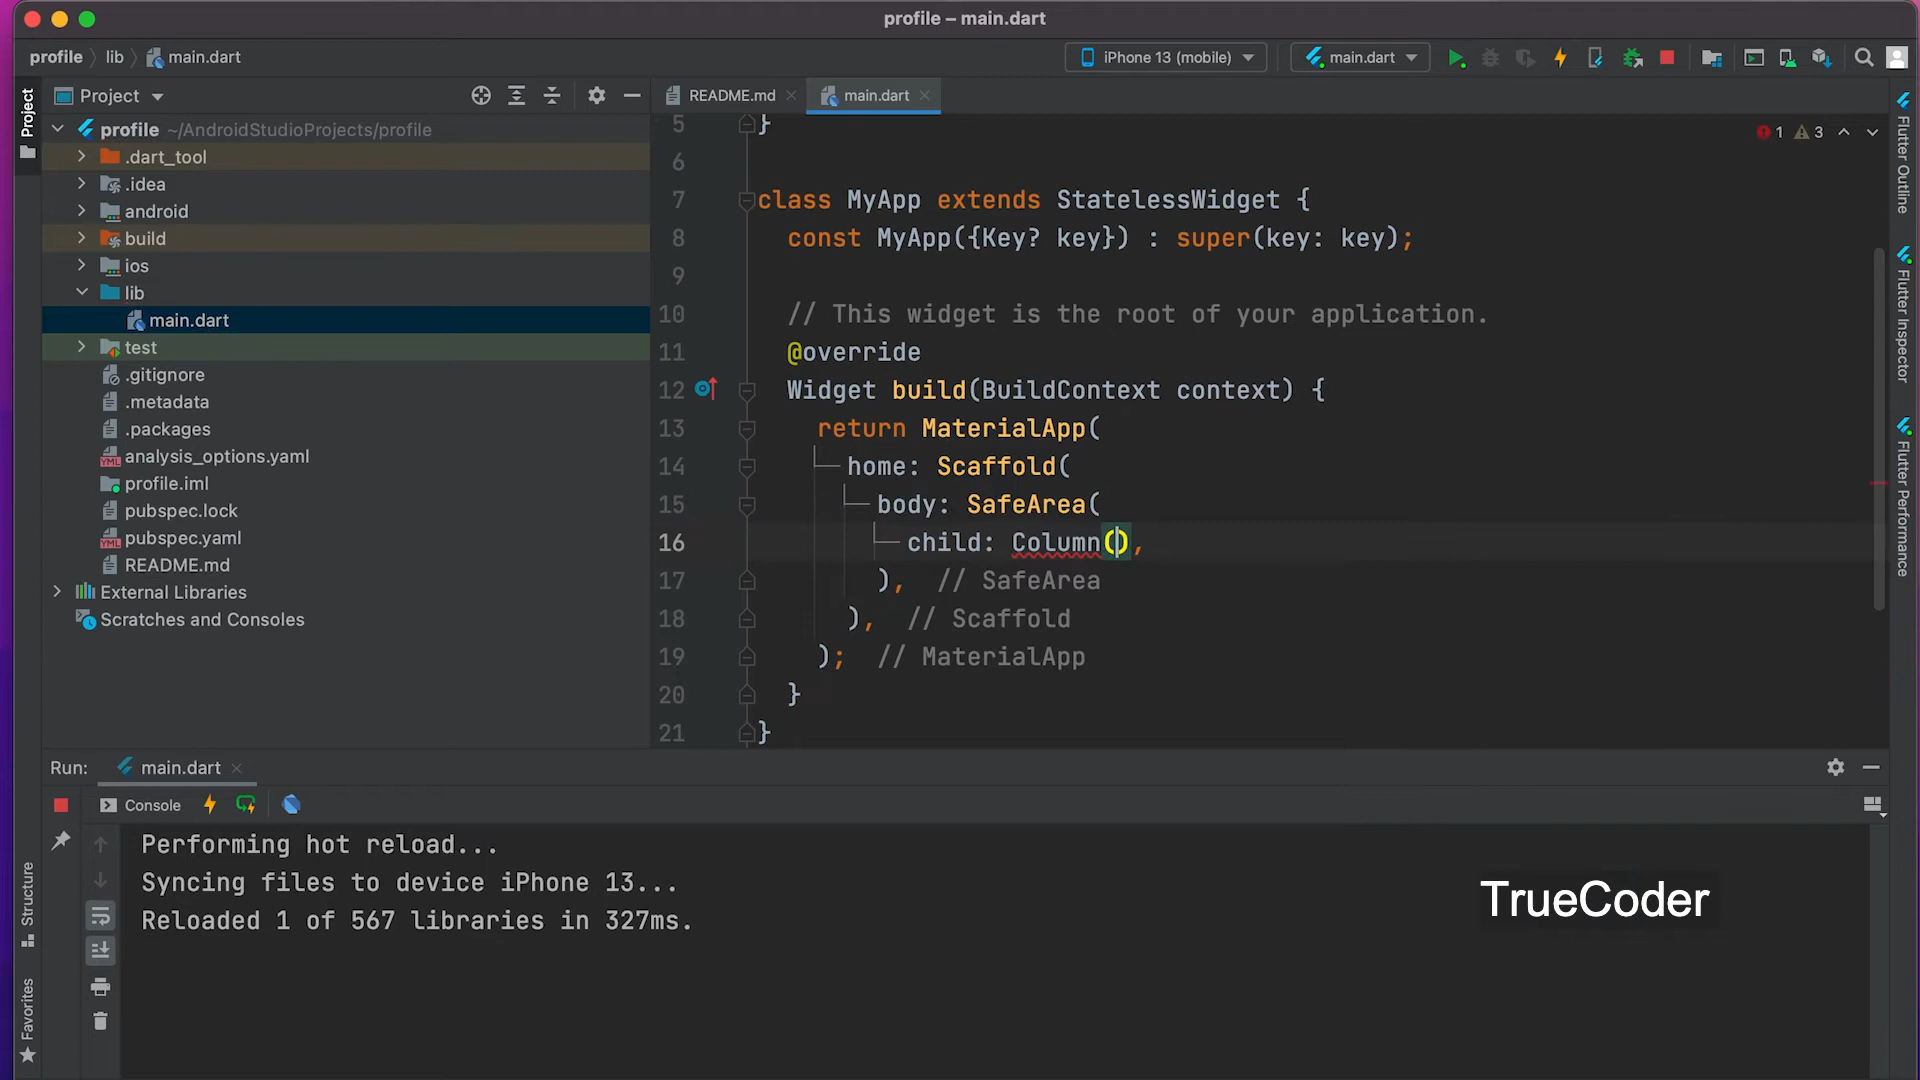 profile – main.dart
profile lib main.dart
iPhone 13 (mobile) main.dart
Project
README.md main.dart
profile ~/AndroidStudioProjects/profile
.dart_tool
.idea
android
build
ios
lib
main.dart
test
.gitignore
.metadata
.packages
analysis_options.yaml
profile.iml
pubspec.lock
pubspec.yaml
README.md
External Libraries
Scratches and Consoles
Project
Structure
Favorites
1 3
5 }
6
7 class MyApp extends StatelessWidget {
8 const MyApp({Key? key}) : super(key: key);
9
10 // This widget is the root of your application.
11 @override
12 Widget build(BuildContext context) {
13 return MaterialApp(
14 home: Scaffold(
15 body: SafeArea(
16 child: Column(),
17 ), // SafeArea
18 ), // Scaffold
19 ); // MaterialApp
20 }
21 }
Flutter Outline
Flutter Inspector
Flutter Performance
Run: main.dart
Console
Performing hot reload...
Syncing files to device iPhone 13...
Reloaded 1 of 567 libraries in 327ms.
TrueCoder